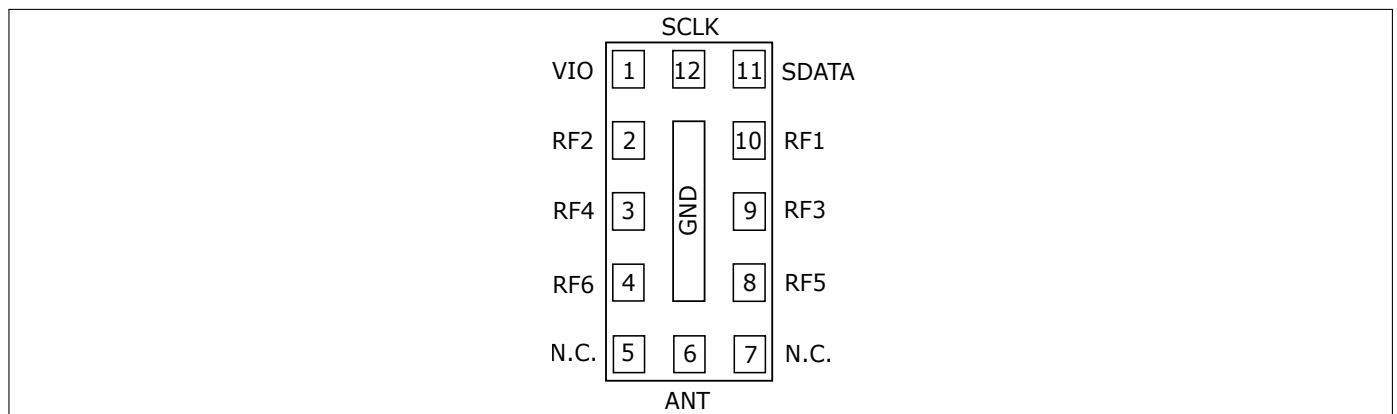 SCLK
VIO 1 12 11 SDATA
RF2 2 10 RF1
RF4 3 GND 9 RF3
RF6 4 8 RF5
N.C. 5 6 7 N.C.
ANT